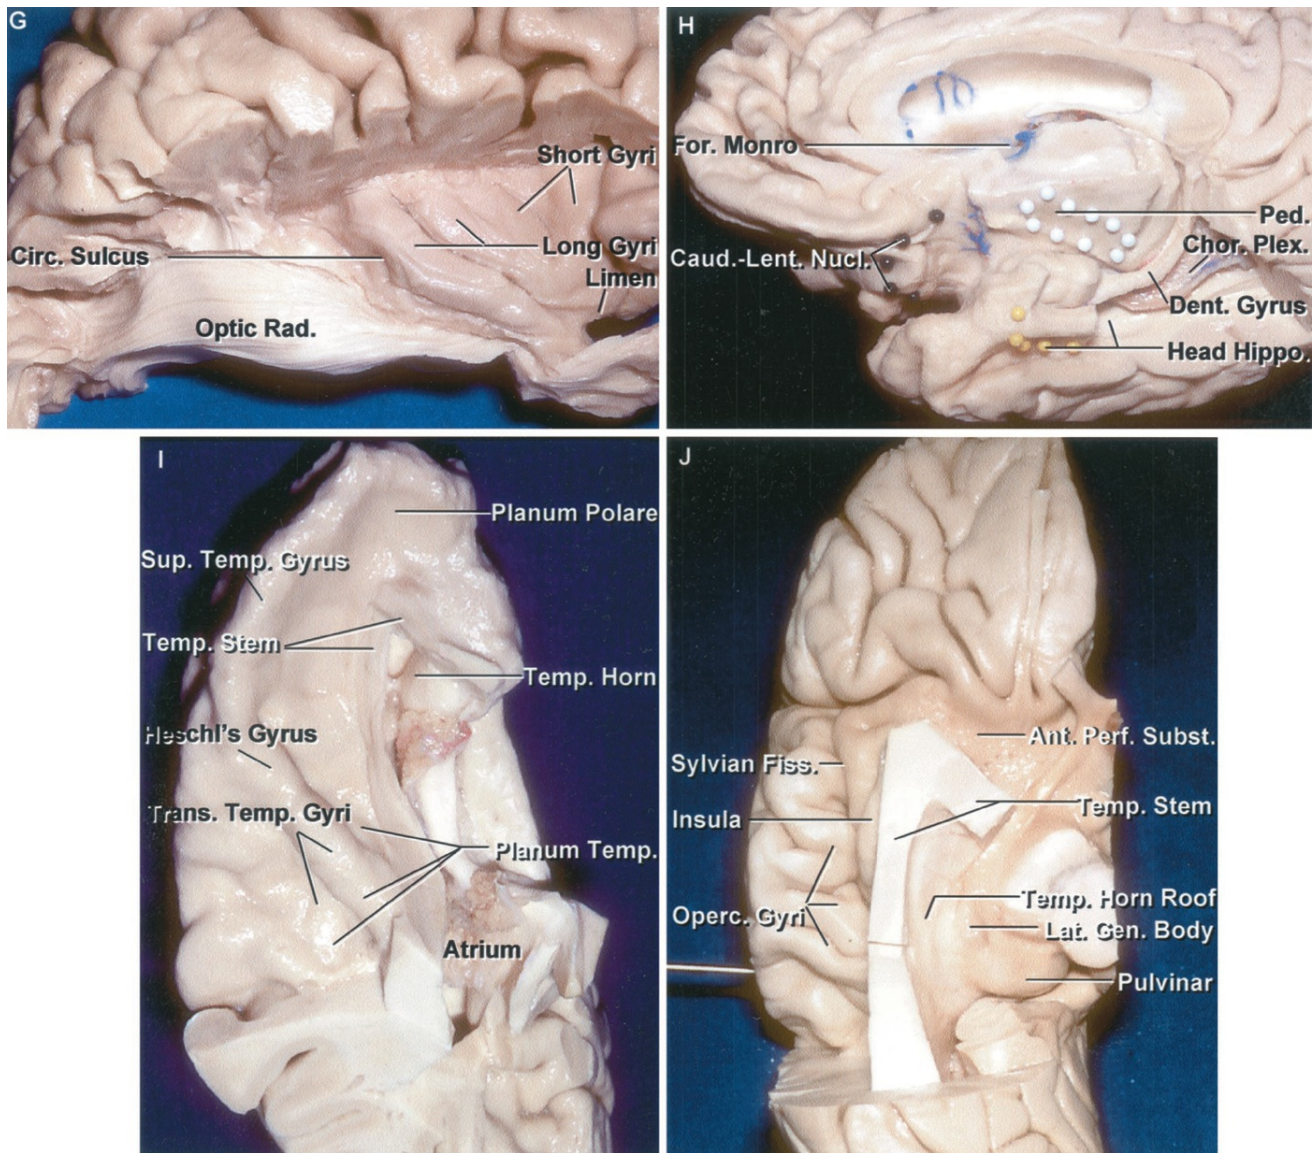 G
Short Gyri
Long Gyri
Circ. Sulcus
Limen
Optic Rad.
H
For. Monro
Ped.
Chor. Plex.
Caud.-Lent. Nucl.
Dent. Gyrus
Head Hippo.
I
Planum Polare
Sup. Temp. Gyrus
Temp. Stem
Temp. Horn
Heschl's Gyrus
Trans. Temp. Gyri
Planum Temp.
Atrium
J
Ant. Perf. Subst.
Sylvian Fiss.
Temp. Stem
Insula
Temp. Horn Roof
Operc. Gyri
Lat. Gen. Body
Pulvinar